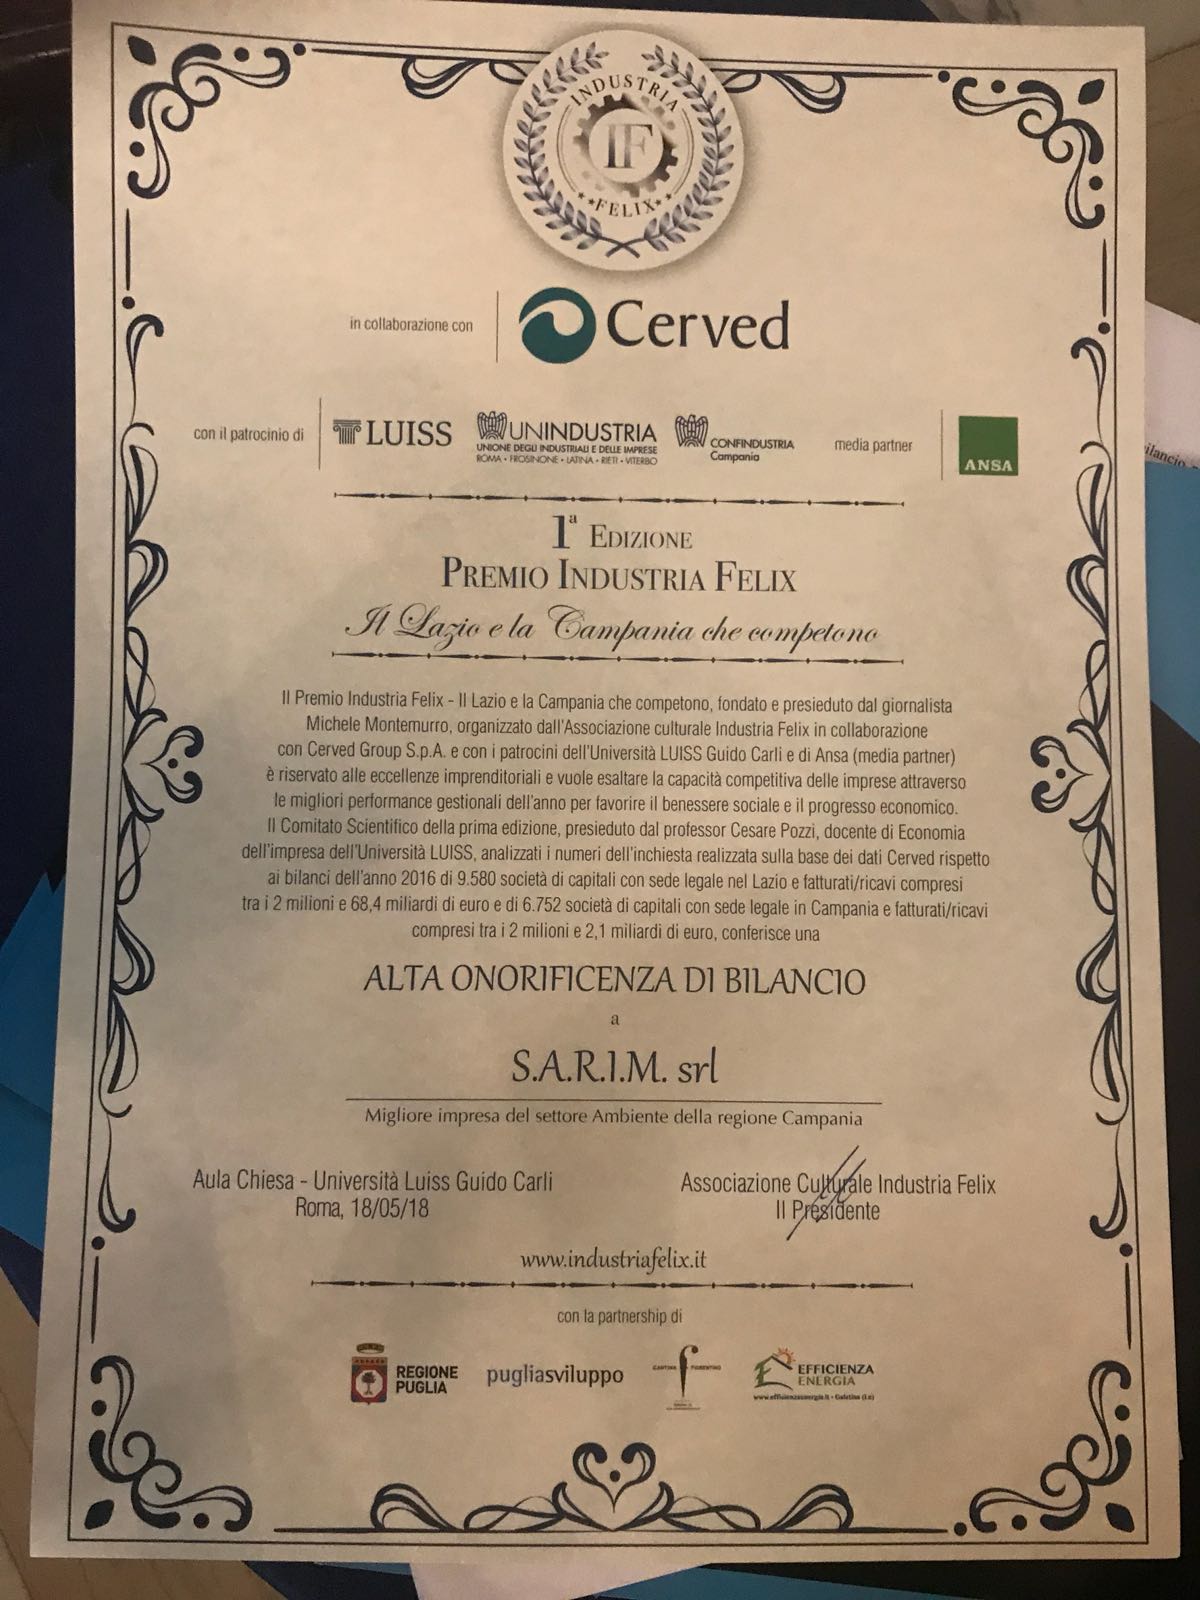 INDUSTRIA
IF
FELIX
in collaborazione con
Cerved
con il patrocinio di
LUISS
UNINDUSTRIA
UNIONE DEGLI INDUSTRIALI E DELLE IMPRESE
ROMA • FROSINONE • LATINA • RIETI • VITERBO
CONFINDUSTRIA
Campania
media partner
ANSA
ilancio
1ª EDIZIONE
PREMIO INDUSTRIA FELIX
Il Lazio e la Campania che competono
Il Premio Industria Felix - Il Lazio e la Campania che competono, fondato e presieduto dal giornalista
Michele Montemurro, organizzato dall'Associazione culturale Industria Felix in collaborazione
con Cerved Group S.p.A. e con i patrocini dell'Università LUISS Guido Carli e di Ansa (media partner)
è riservato alle eccellenze imprenditoriali e vuole esaltare la capacità competitiva delle imprese attraverso
le migliori performance gestionali dell'anno per favorire il benessere sociale e il progresso economico.
Il Comitato Scientifico della prima edizione, presieduto dal professor Cesare Pozzi, docente di Economia
dell'impresa dell'Università LUISS, analizzati i numeri dell'inchiesta realizzata sulla base dei dati Cerved rispetto
ai bilanci dell'anno 2016 di 9.580 società di capitali con sede legale nel Lazio e fatturati/ricavi compresi
tra i 2 milioni e 68,4 miliardi di euro e di 6.752 società di capitali con sede legale in Campania e fatturati/ricavi
compresi tra i 2 milioni e 2,1 miliardi di euro, conferisce una
ALTA ONORIFICENZA DI BILANCIO
a
S.A.R.I.M. srl
Migliore impresa del settore Ambiente della regione Campania
Aula Chiesa - Università Luiss Guido Carli
Roma, 18/05/18
Associazione Culturale Industria Felix
Il Presidente
www.industriafelix.it
con la partnership di
REGIONE
PUGLIA
pugliasviluppo
CANTINA FIORENTINO
EFFICIENZA
ENERGIA
www.efficienzaenergia.it - Galatina (Le)